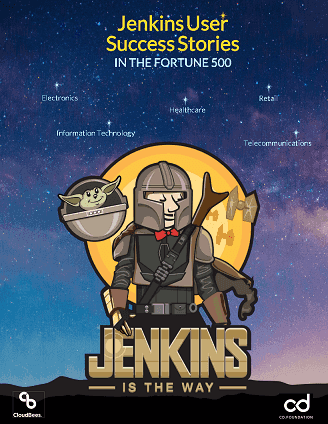 Jenkins User
Success Stories
IN THE FORTUNE 500
Electronics
Retail
Healthcare
Information Technology
Telecommunications
JENKINS
IS THE WAY
CloudBees.
cd
CD.FOUNDATION